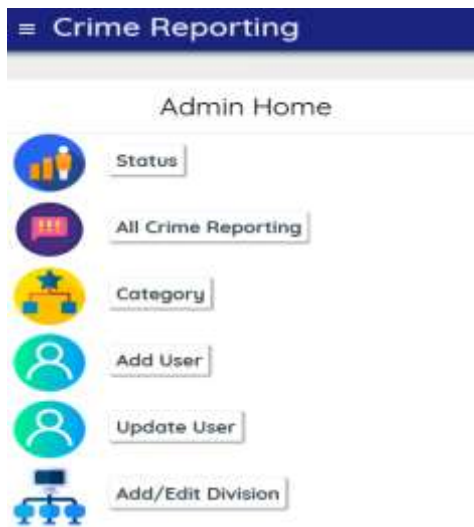 Crime Reporting
Admin Home
Status
All Crime Reporting
Category
Add User
Update User
Add/Edit Division